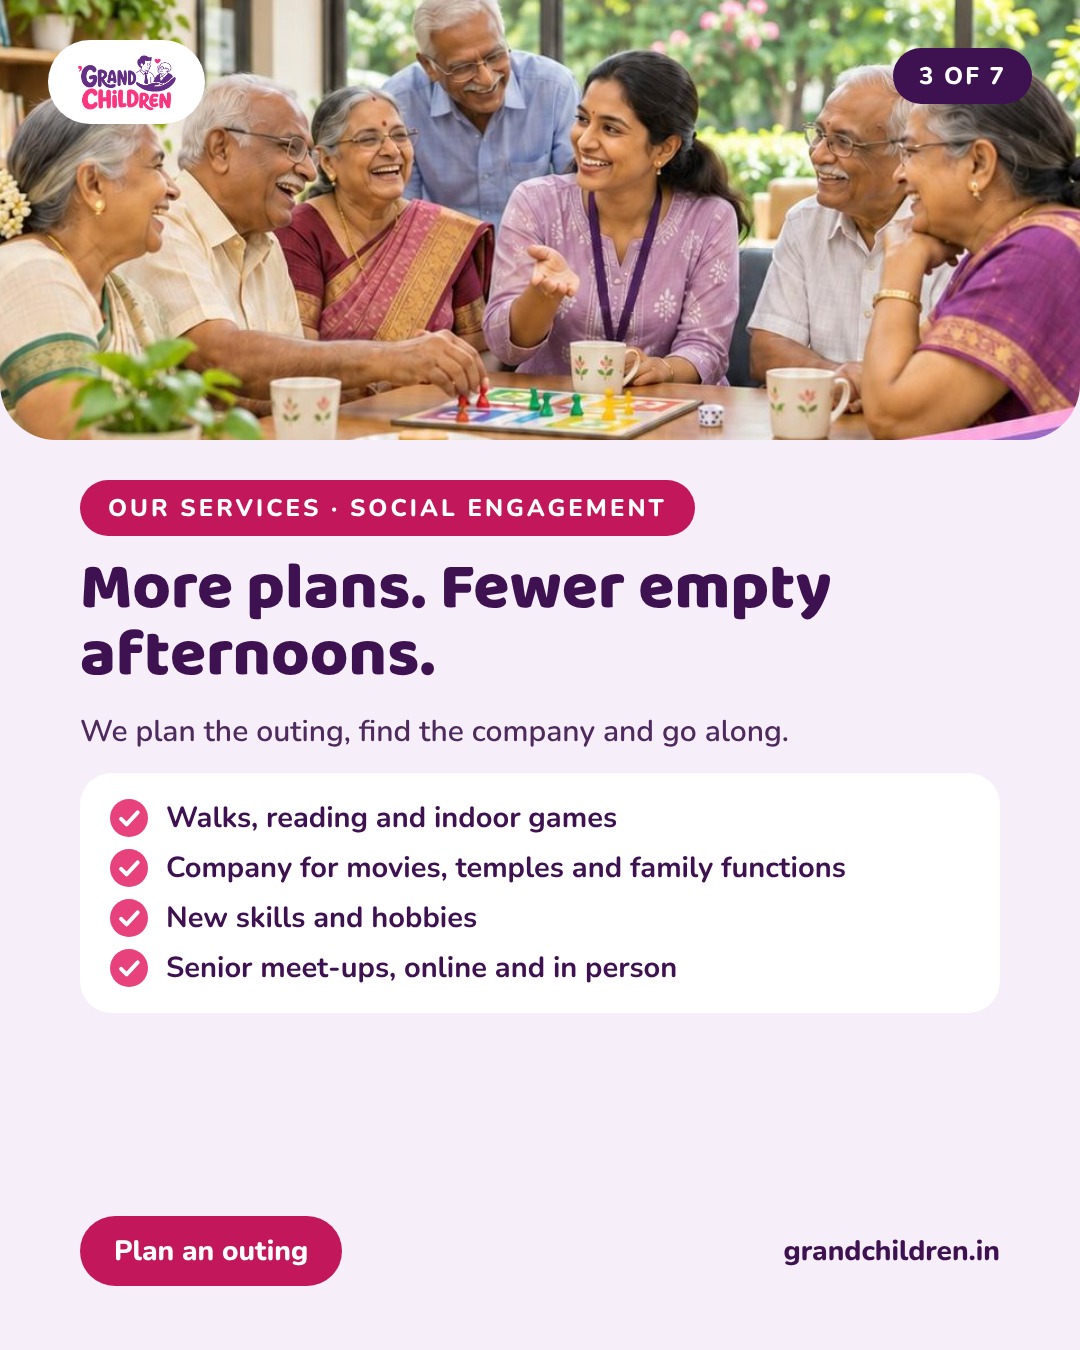 GRAND
CHILDREN
3 OF 7
OUR SERVICES · SOCIAL ENGAGEMENT
More plans. Fewer empty
afternoons.
We plan the outing, find the company and go along.
Walks, reading and indoor games
Company for movies, temples and family functions
New skills and hobbies
Senior meet-ups, online and in person
Plan an outing
grandchildren.in